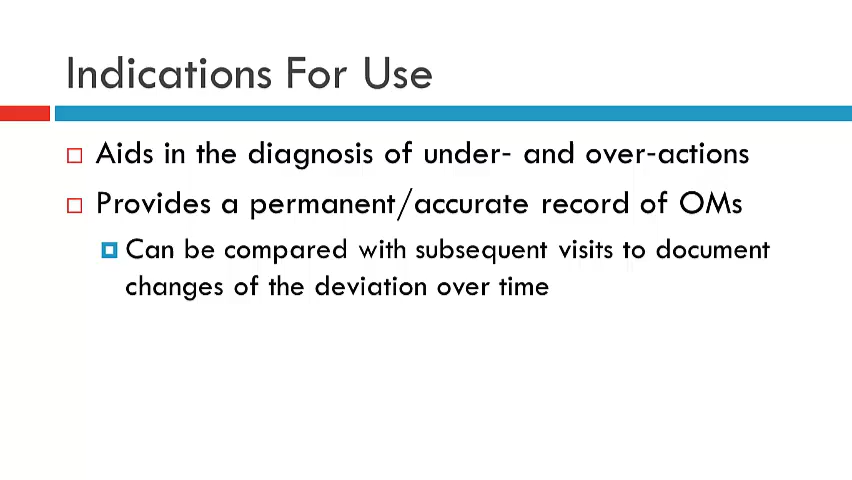 Indications For Use
Aids in the diagnosis of under- and over-actions
Provides a permanent/accurate record of OMs
Can be compared with subsequent visits to document
changes of the deviation over time